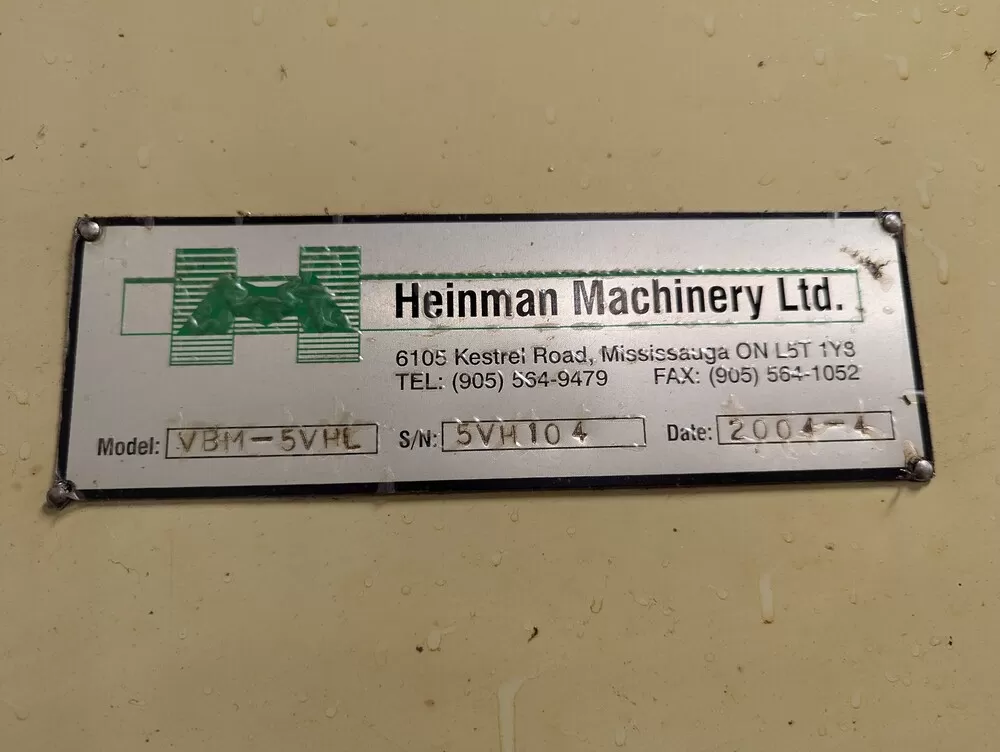 Heinman Machinery Ltd.
6105 Kestrel Road, Mississauga ON L5T 1Y8
TEL: (905) 564-9479 FAX: (905) 564-1052
Model: VBM-5VHL S/N: 5VH104 Date: 2004-4